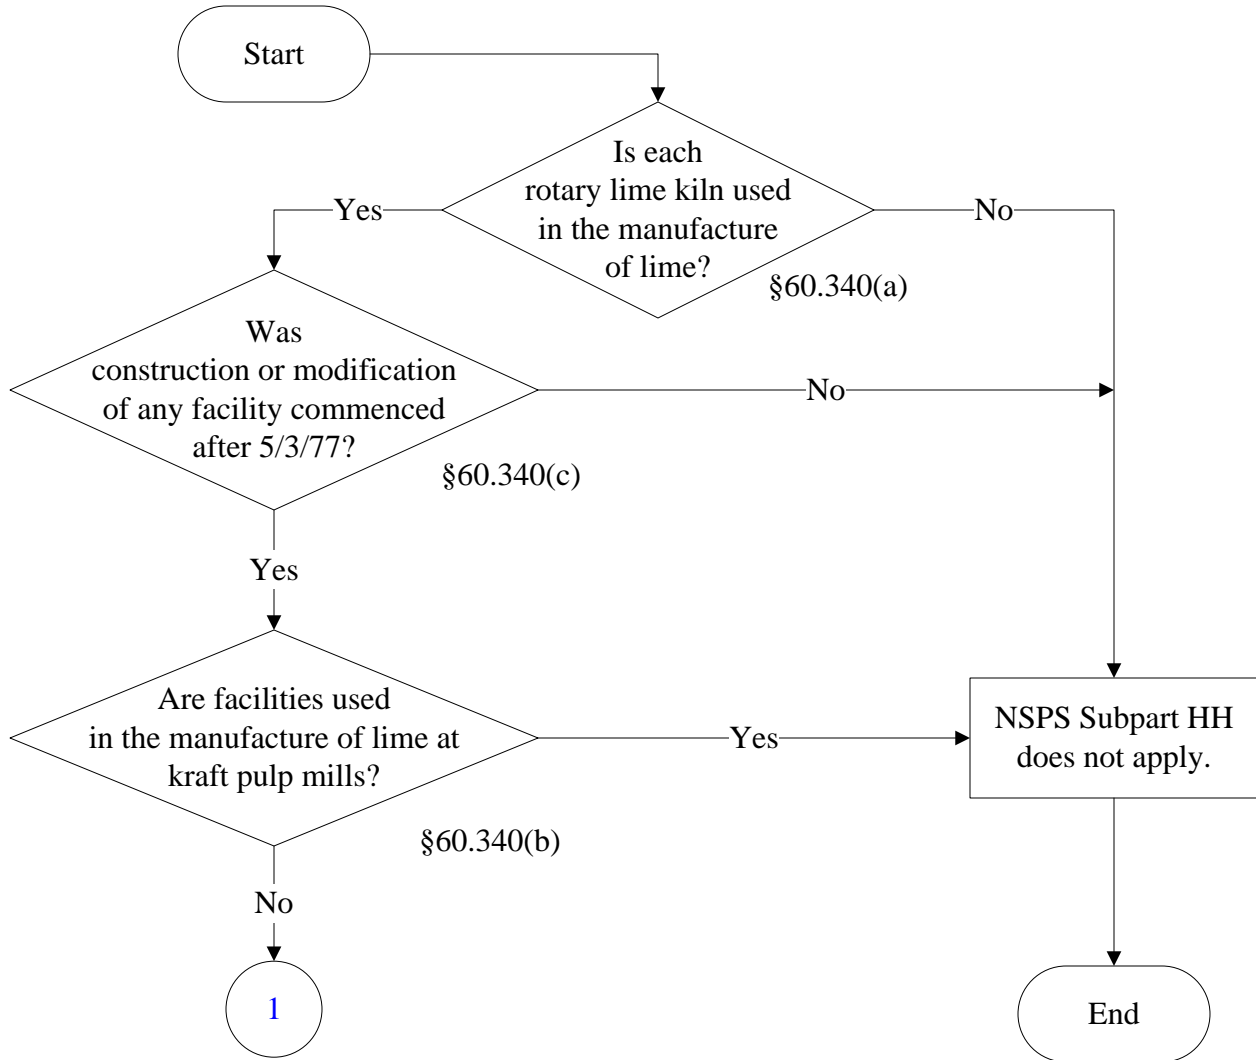 Start
Is each
rotary lime kiln used
in the manufacture
of lime?
Yes
No
§60.340(a)
Was
construction or modification
of any facility commenced
after 5/3/77?
No
§60.340(c)
Yes
Are facilities used
in the manufacture of lime at
kraft pulp mills?
Yes
NSPS Subpart HH
does not apply.
§60.340(b)
No
1
End